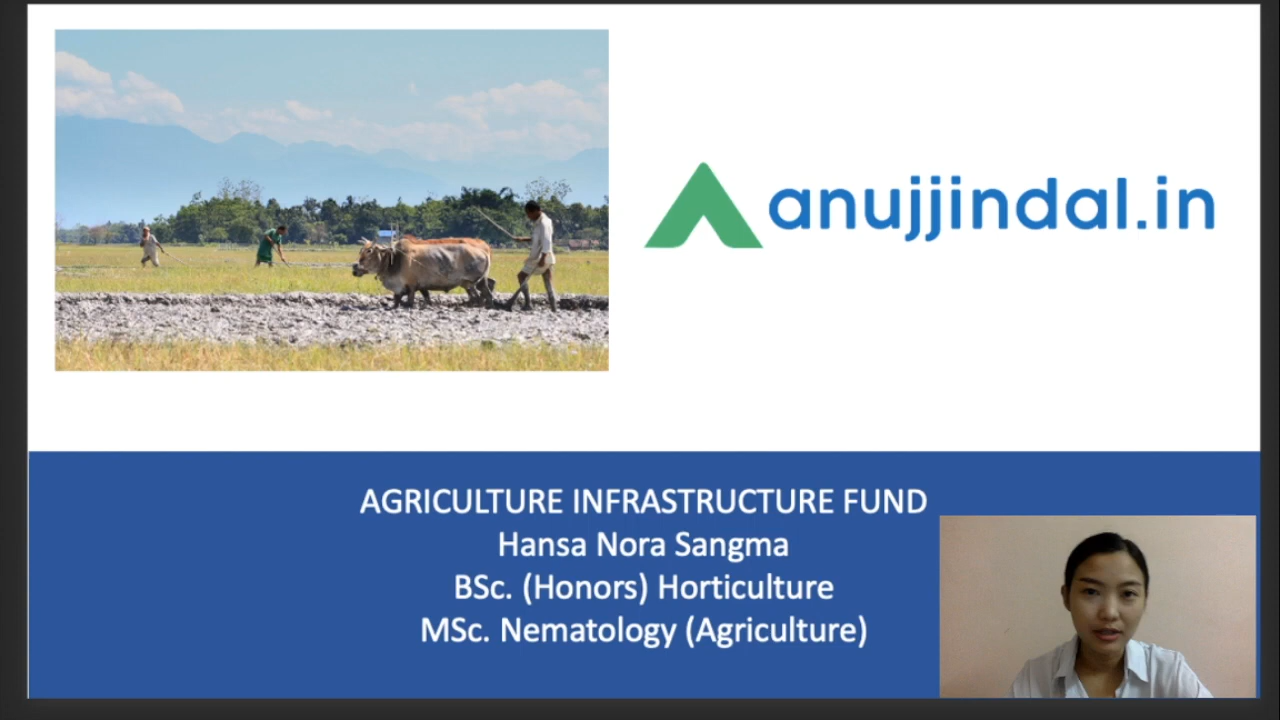 anujjindal.in
AGRICULTURE INFRASTRUCTURE FUND
Hansa Nora Sangma
BSc. (Honors) Horticulture
MSc. Nematology (Agriculture)